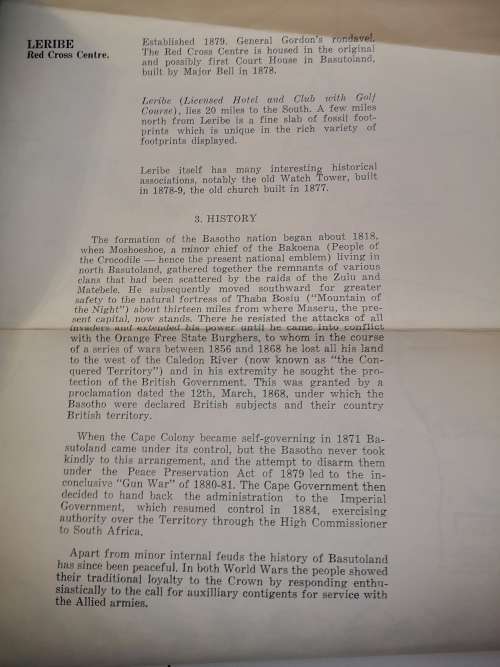 LERIBE
Red Cross Centre.
Established 1879. General Gordon's rondavel.
The Red Cross Centre is housed in the original
and possibly first Court House in Basutoland,
built by Major Bell in 1878.
Leribe (Licensed Hotel and Club with Golf
Course), lies 20 miles to the South. A few miles
north from Leribe is a fine slab of fossil foot-
prints which is unique in the rich variety of
footprints displayed.
Leribe itself has many interesting historical
associations, notably the old Watch Tower, built
in 1878-9, the old church built in 1877.
3. HISTORY
The formation of the Basotho nation began about 1818,
when Moshoeshoe, a minor chief of the Bakoena (People of
the Crocodile — hence the present national emblem) living in
north Basutoland, gathered together the remnants of various
clans that had been scattered by the raids of the Zulu and
Matebele. He subsequently moved southward for greater
safety to the natural fortress of Thaba Bosiu ("Mountain of
the Night") about thirteen miles from where Maseru, the pre-
sent capital, now stands. There he resisted the attacks of all
invaders and extended his power until he came into conflict
with the Orange Free State Burghers, to whom in the course
of a series of wars between 1856 and 1868 he lost all his land
to the west of the Caledon River (now known as "the Con-
quered Territory") and in his extremity he sought the pro-
tection of the British Government. This was granted by a
proclamation dated the 12th, March, 1868, under which the
Basotho were declared British subjects and their country
British territory.
When the Cape Colony became self-governing in 1871 Ba-
sutoland came under its control, but the Basotho never took
kindly to this arrangement, and the attempt to disarm them
under the Peace Preservation Act of 1879 led to the in-
conclusive "Gun War" of 1880-81. The Cape Government then
decided to hand back the administration to the Imperial
Government, which resumed control in 1884, exercising
authority over the Territory through the High Commissioner
to South Africa.
Apart from minor internal feuds the history of Basutoland
has since been peaceful. In both World Wars the people showed
their traditional loyalty to the Crown by responding enthu-
siastically to the call for auxilliary contigents for service with
the Allied armies.